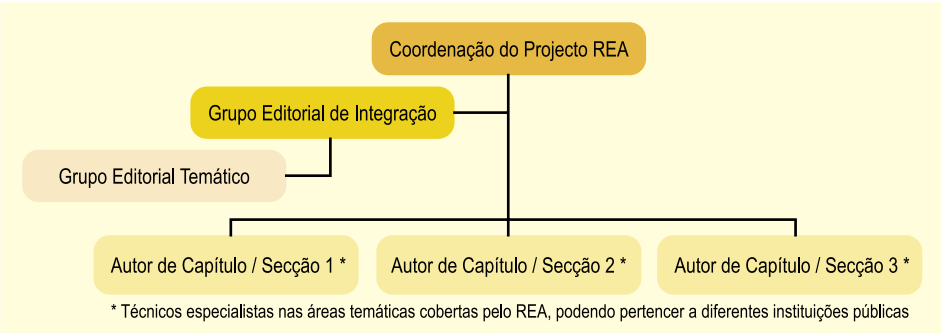 Coordenação do Projecto REA
Grupo Editorial de Integração
Grupo Editorial Temático
Autor de Capítulo / Secção 1 *
Autor de Capítulo / Secção 2 *
Autor de Capítulo / Secção 3 *
* Técnicos especialistas nas áreas temáticas cobertas pelo REA, podendo pertencer a diferentes instituições públicas